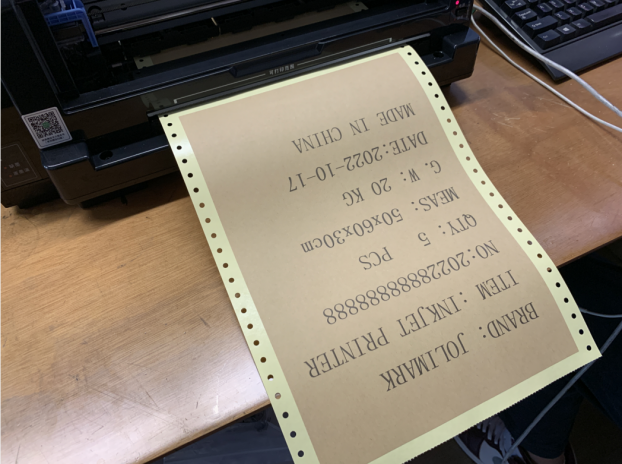 BRAND: JOLIMARK
ITEM :INKJET PRINTER
NO:2022888888888888
QTY: 5 PCS
MEAS: 50x60x30cm
G. W: 20 KG
DATE:2022-10-17
MADE IN CHINA